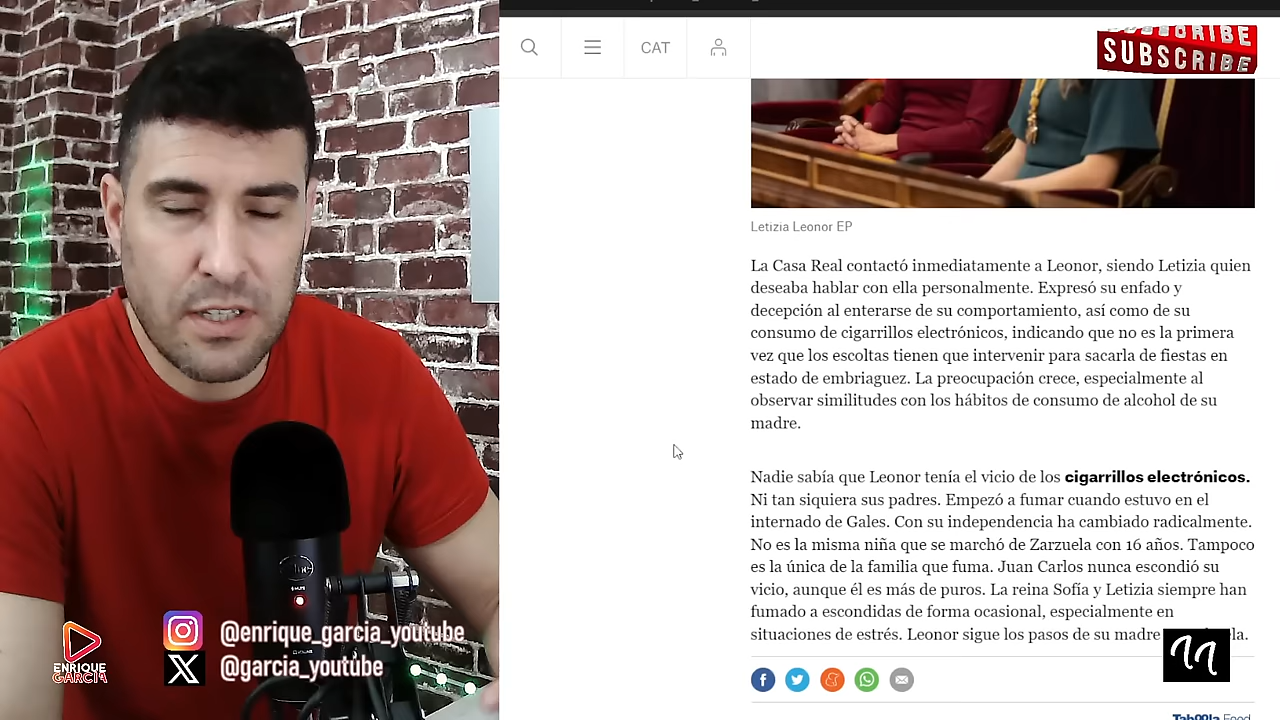 CAT
SUBSCRIBE
SUBSCRIBE
Letizia Leonor EP
La Casa Real contactó inmediatamente a Leonor, siendo Letizia quien
deseaba hablar con ella personalmente. Expresó su enfado y
decepción al enterarse de su comportamiento, así como de su
consumo de cigarrillos electrónicos, indicando que no es la primera
vez que los escoltas tienen que intervenir para sacarla de fiestas en
estado de embriaguez. La preocupación crece, especialmente al
observar similitudes con los hábitos de consumo de alcohol de su
madre.
Nadie sabía que Leonor tenía el vicio de los cigarrillos electrónicos.
Ni tan siquiera sus padres. Empezó a fumar cuando estuvo en el
internado de Gales. Con su independencia ha cambiado radicalmente.
No es la misma niña que se marchó de Zarzuela con 16 años. Tampoco
es la única de la familia que fuma. Juan Carlos nunca escondió su
vicio, aunque él es más de puros. La reina Sofía y Letizia siempre han
fumado a escondidas de forma ocasional, especialmente en
situaciones de estrés. Leonor sigue los pasos de su madre
Taboola Feed
@enrique_garcia_youtube
@garcia_youtube
ENRIQUE
GARCIA